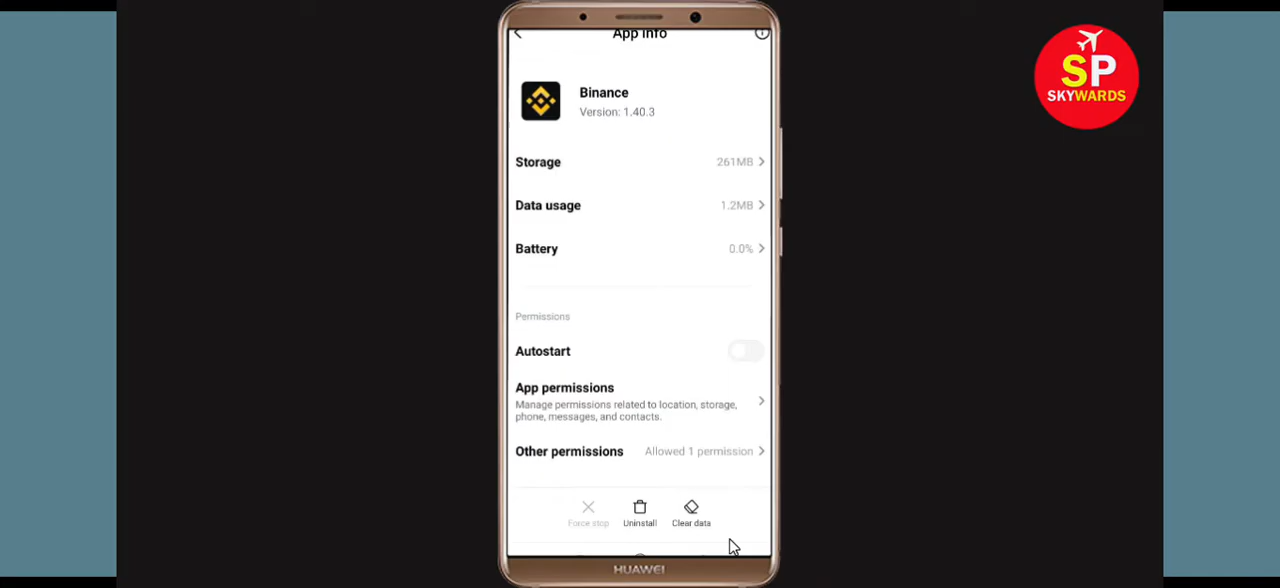 App info
Binance
Version: 1.40.3
Storage 261MB
Data usage 1.2MB
Battery 0.0%
Permissions
Autostart
App permissions
Manage permissions related to location, storage,
phone, messages, and contacts.
Other permissions Allowed 1 permission
Force stop Uninstall Clear data
HUAWEI
SP
SKYWARDS